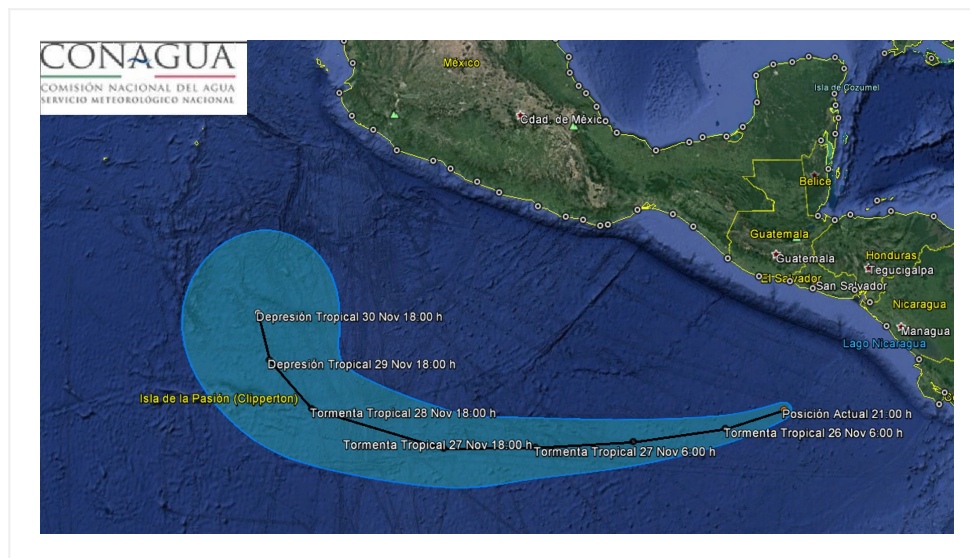 CONAGUA
COMISIÓN NACIONAL DEL AGUA
SERVICIO METEOROLÓGICO NACIONAL
México
Isla de Cozumel
Cdad. de México
Belice
Guatemala
Guatemala
Honduras
Tegucigalpa
El Salvador
San Salvador
Nicaragua
Managua
Lago Nicaragua
Depresión Tropical 30 Nov 18:00 h
Depresión Tropical 29 Nov 18:00 h
Isla de la Pasión (Clipperton)
Tormenta Tropical 28 Nov 18:00 h
Posición Actual 21:00 h
Tormenta Tropical 26 Nov 6:00 h
Tormenta Tropical 27 Nov 18:00 h
Tormenta Tropical 27 Nov 6:00 h